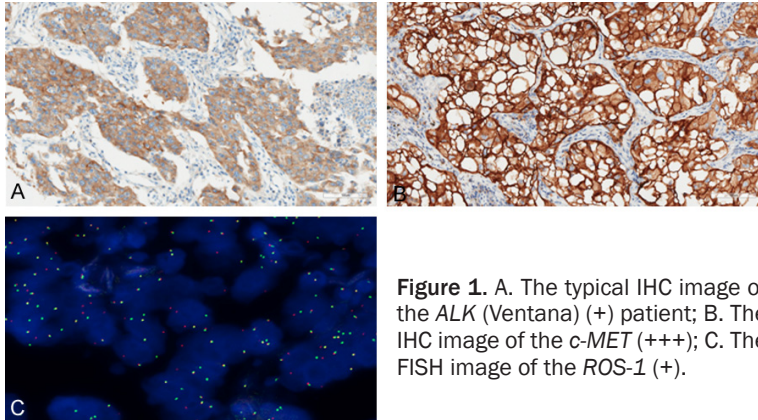 A
B
C
Figure 1. A. The typical IHC image o
the ALK (Ventana) (+) patient; B. The
IHC image of the c-MET (+++); C. The
FISH image of the ROS-1 (+).